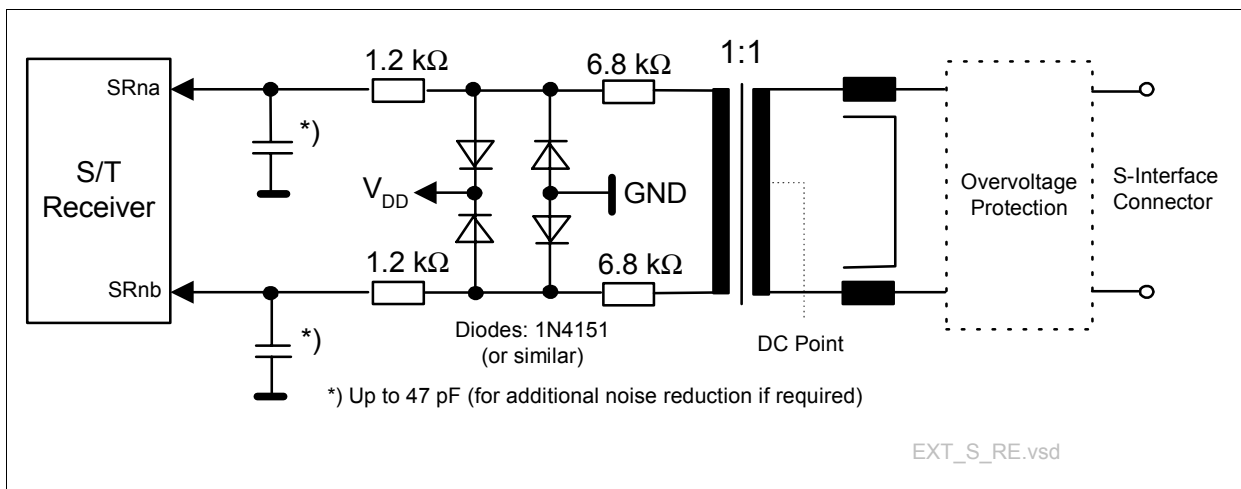 1.2 kΩ
6.8 kΩ
1:1
SRna
*)
S/T
Receiver
V_DD
GND
Overvoltage
Protection
S-Interface
Connector
1.2 kΩ
6.8 kΩ
SRnb
*)
Diodes: 1N4151
(or similar)
DC Point
*) Up to 47 pF (for additional noise reduction if required)
EXT_S_RE.vsd